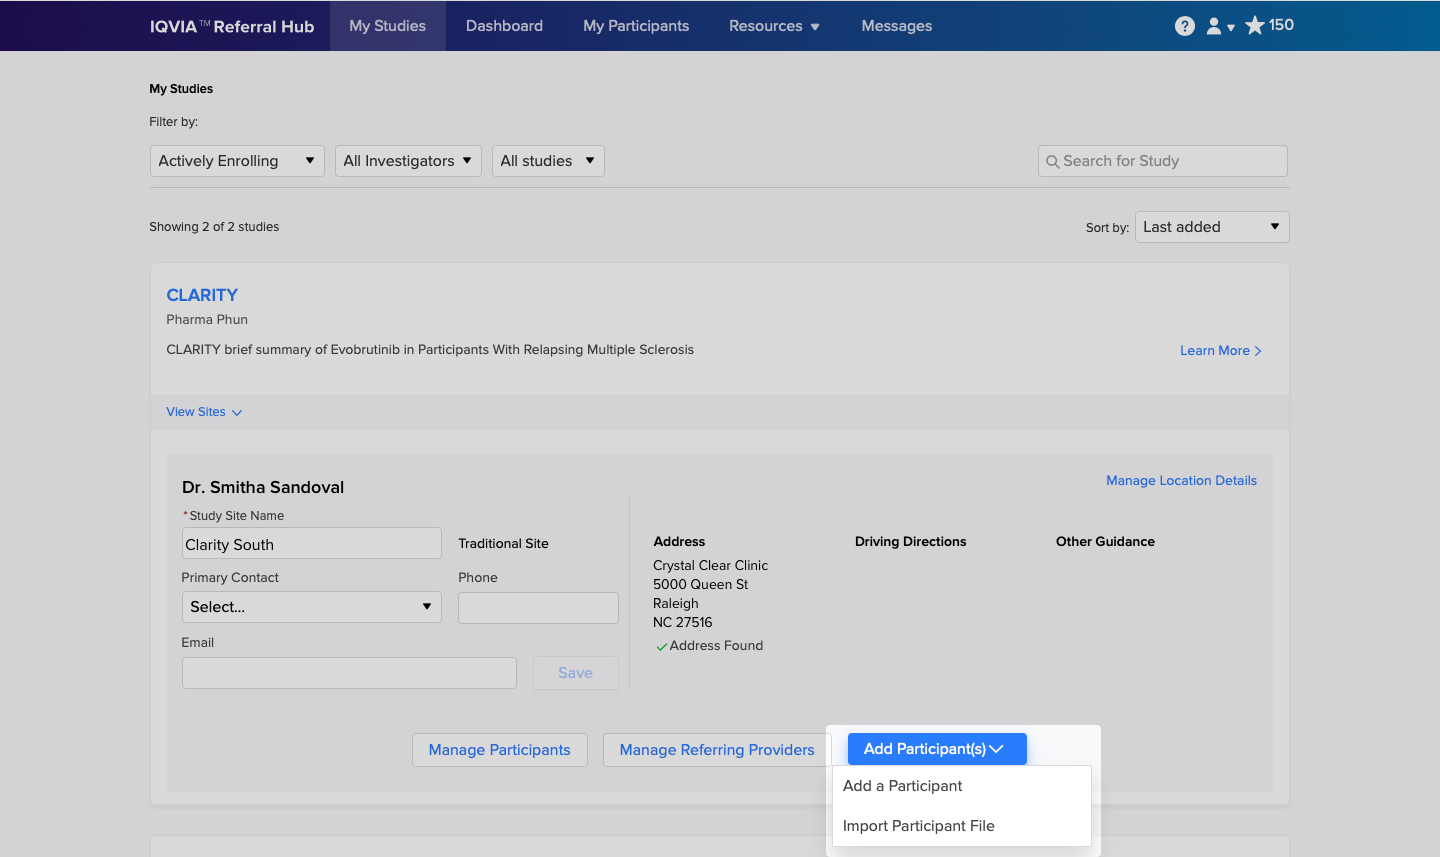 IQVIA™ Referral Hub My Studies Dashboard My Participants Resources Messages ? 150
My Studies
Filter by:
Actively Enrolling All Investigators All studies Search for Study
Showing 2 of 2 studies Sort by: Last added
CLARITY
Pharma Phun
CLARITY brief summary of Evobrutinib in Participants With Relapsing Multiple Sclerosis Learn More
View Sites
Manage Location Details
Dr. Smitha Sandoval
*Study Site Name
Clarity South
Traditional Site
Primary Contact Phone
Select...
Email
Save
Address
Crystal Clear Clinic
5000 Queen St
Raleigh
NC 27516
Address Found
Driving Directions
Other Guidance
Manage Participants Manage Referring Providers Add Participant(s)
Add a Participant
Import Participant File